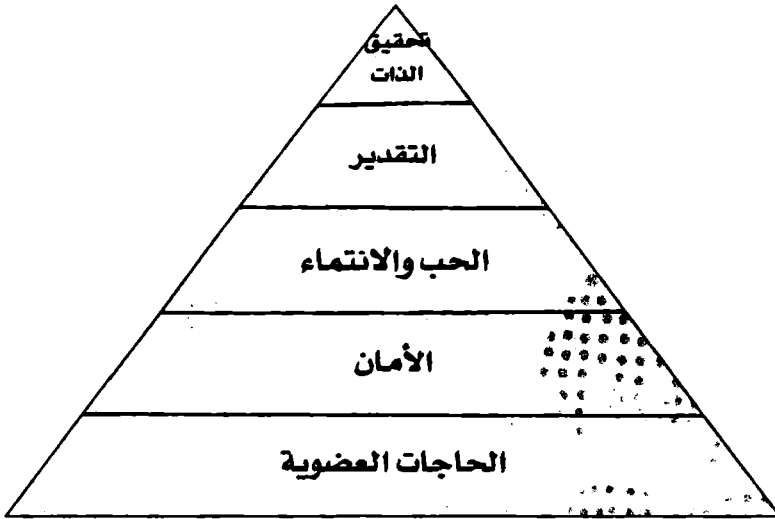 تحقيق
الذات
التقدير
الحب والانتماء
الأمان
الحاجات العضوية